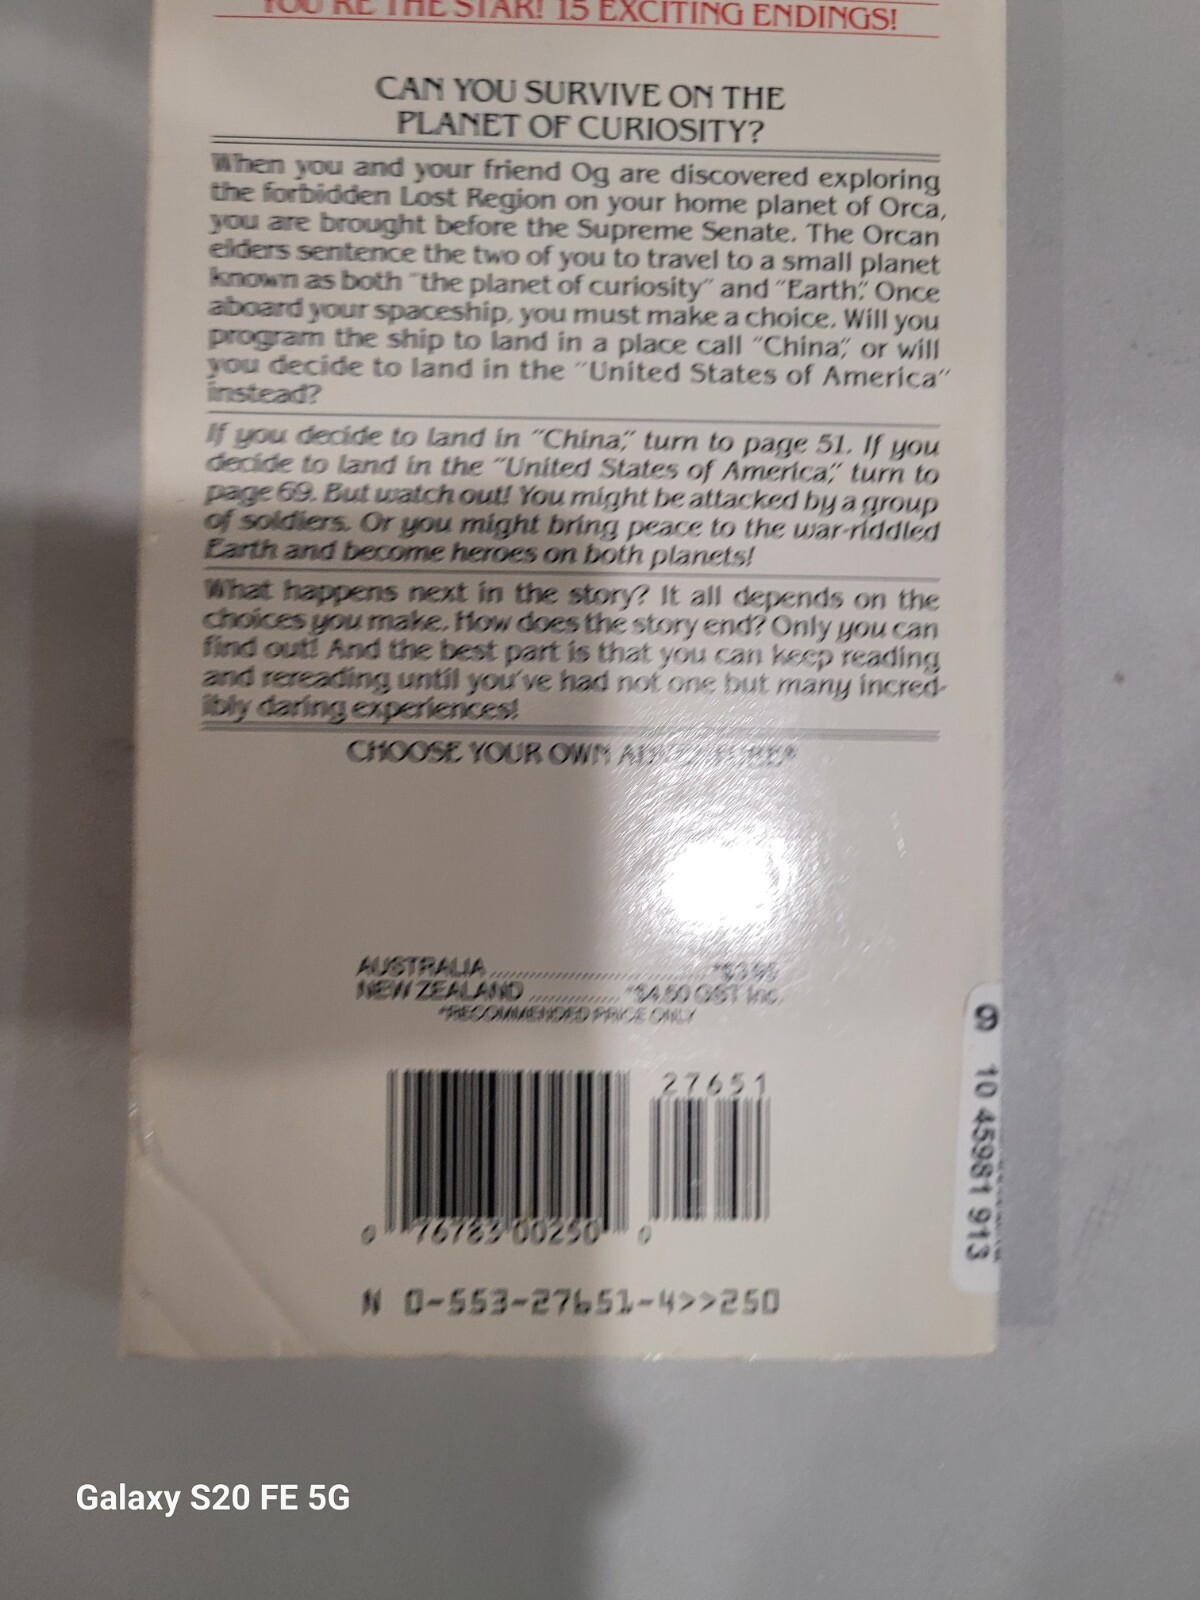 YOU'RE THE STAR! 15 EXCITING ENDINGS!
CAN YOU SURVIVE ON THE
PLANET OF CURIOSITY?
When you and your friend Og are discovered exploring
the forbidden Lost Region on your home planet of Orca,
you are brought before the Supreme Senate. The Orcan
elders sentence the two of you to travel to a small planet
known as both "the planet of curiosity" and "Earth." Once
aboard your spaceship, you must make a choice. Will you
program the ship to land in a place call "China," or will
you decide to land in the "United States of America"
instead?
If you decide to land in "China," turn to page 51. If you
decide to land in the "United States of America," turn to
page 69. But watch out! You might be attacked by a group
of soldiers. Or you might bring peace to the war-riddled
Earth and become heroes on both planets!
What happens next in the story? It all depends on the
choices you make. How does the story end? Only you can
find out! And the best part is that you can keep reading
and rereading until you've had not one but many incred-
ibly daring experiences!
CHOOSE YOUR OWN ADVENTURE®
AUSTRALIA ................................ *$3.95
NEW ZEALAND ............... *$4.50 GST Inc.
*RECOMMENDED PRICE ONLY
27651
0 76783 00250 0
N 0-553-27651-4>>250
9 10 45981 913
Galaxy S20 FE 5G